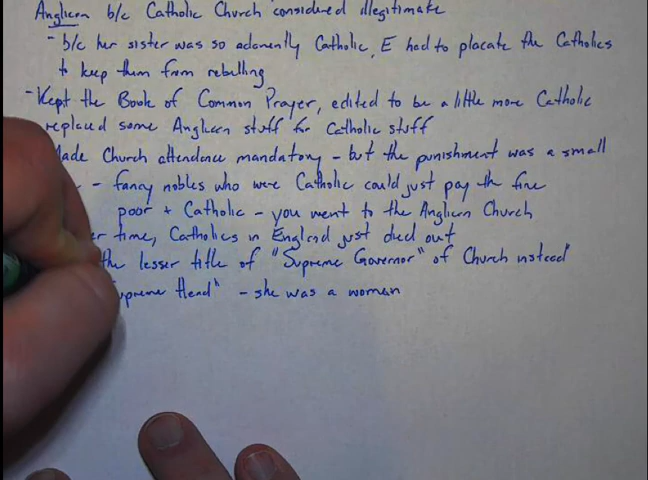 Anglican b/c Catholic Church considered illegitimate
- b/c her sister was so adamently Catholic, E had to placate the Catholics
to keep them from rebelling
- Kept the Book of Common Prayer, edited to be a little more Catholic
replaced some Anglican stuff for Catholic stuff
Made Church attendance mandatory - but the punishment was a small
- fancy nobles who were Catholic could just pay the fine
poor + Catholic - you went to the Anglican Church
er time, Catholics in England just died out
the lesser title of "Supreme Governor" of Church instead
upreme Head" - she was a woman